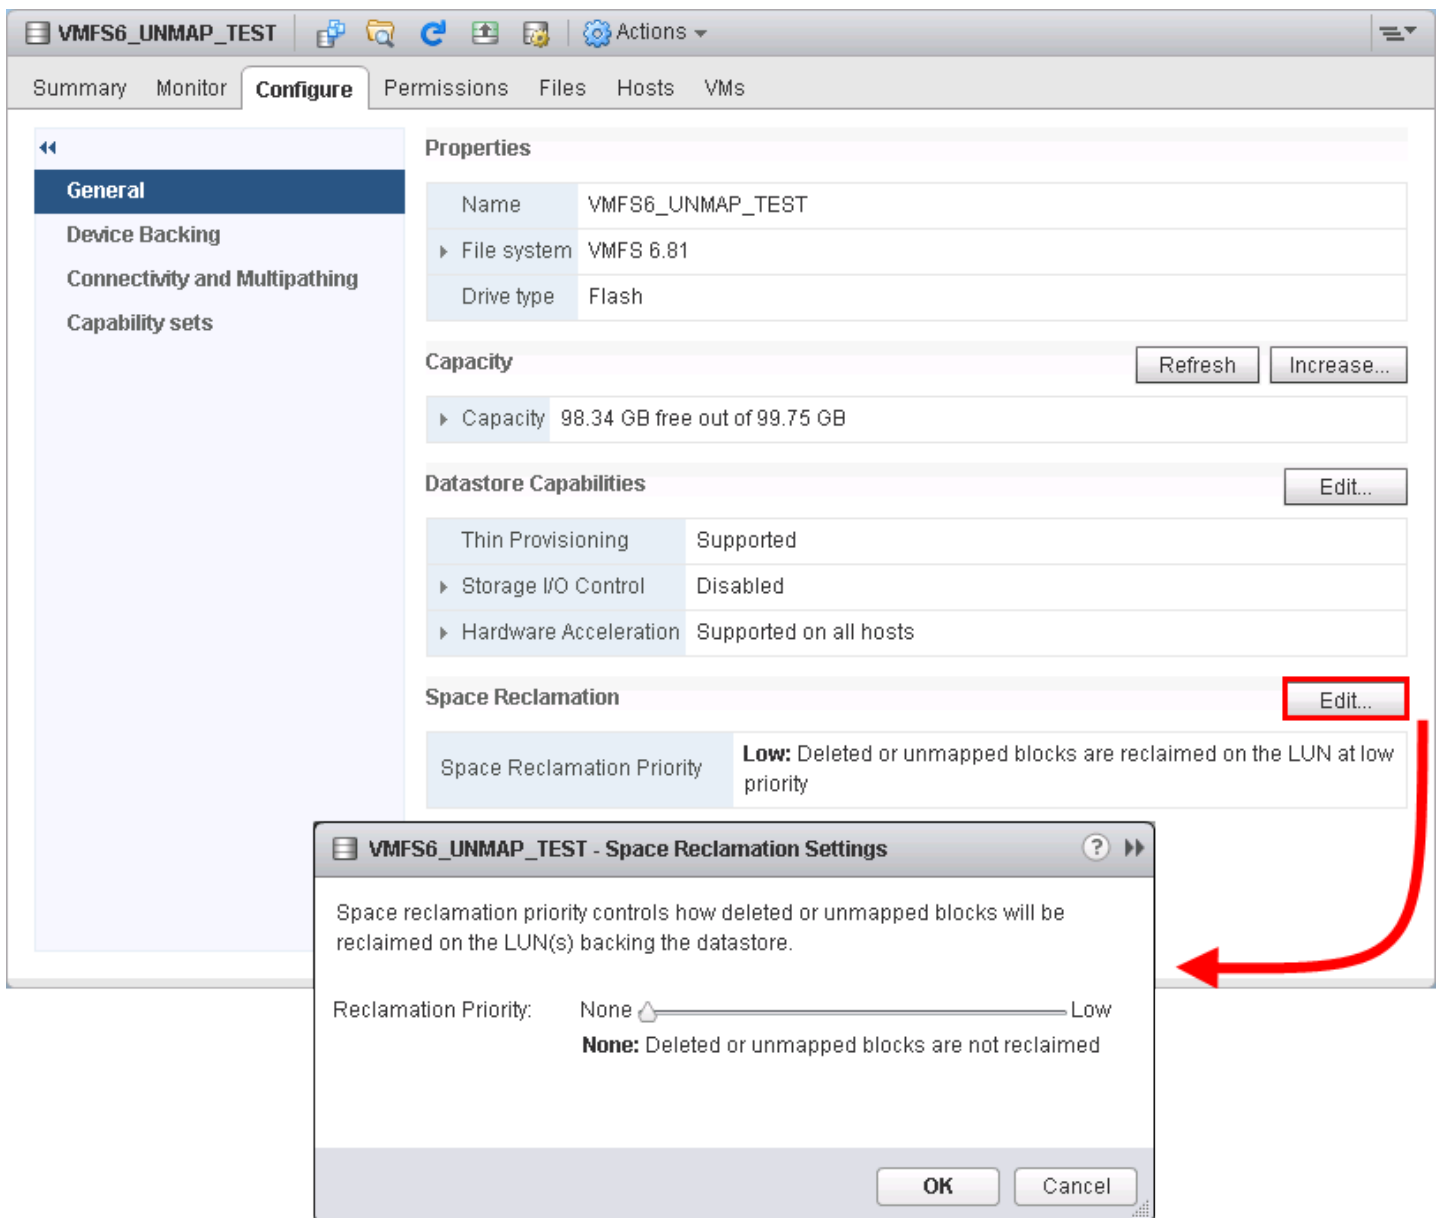 VMFS6_UNMAP_TEST Actions
Summary Monitor Configure Permissions Files Hosts VMs
General
Device Backing
Connectivity and Multipathing
Capability sets
Properties
Name VMFS6_UNMAP_TEST
File system VMFS 6.81
Drive type Flash
Capacity Refresh Increase...
Capacity 98.34 GB free out of 99.75 GB
Datastore Capabilities Edit...
Thin Provisioning Supported
Storage I/O Control Disabled
Hardware Acceleration Supported on all hosts
Space Reclamation Edit...
Space Reclamation Priority Low: Deleted or unmapped blocks are reclaimed on the LUN at low
priority
VMFS6_UNMAP_TEST - Space Reclamation Settings ?
Space reclamation priority controls how deleted or unmapped blocks will be
reclaimed on the LUN(s) backing the datastore.
Reclamation Priority: None Low
None: Deleted or unmapped blocks are not reclaimed
OK Cancel